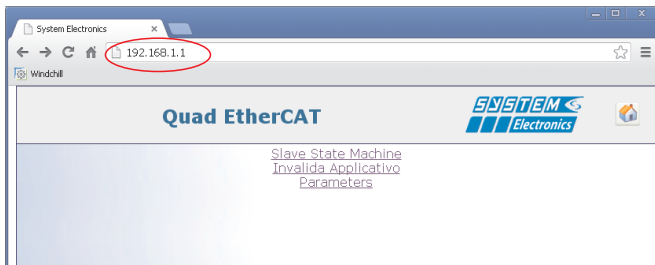 System Electronics
192.168.1.1
Windchill
Quad EtherCAT
SYSTEM
Electronics
Slave State Machine
Invalida Applicativo
Parameters